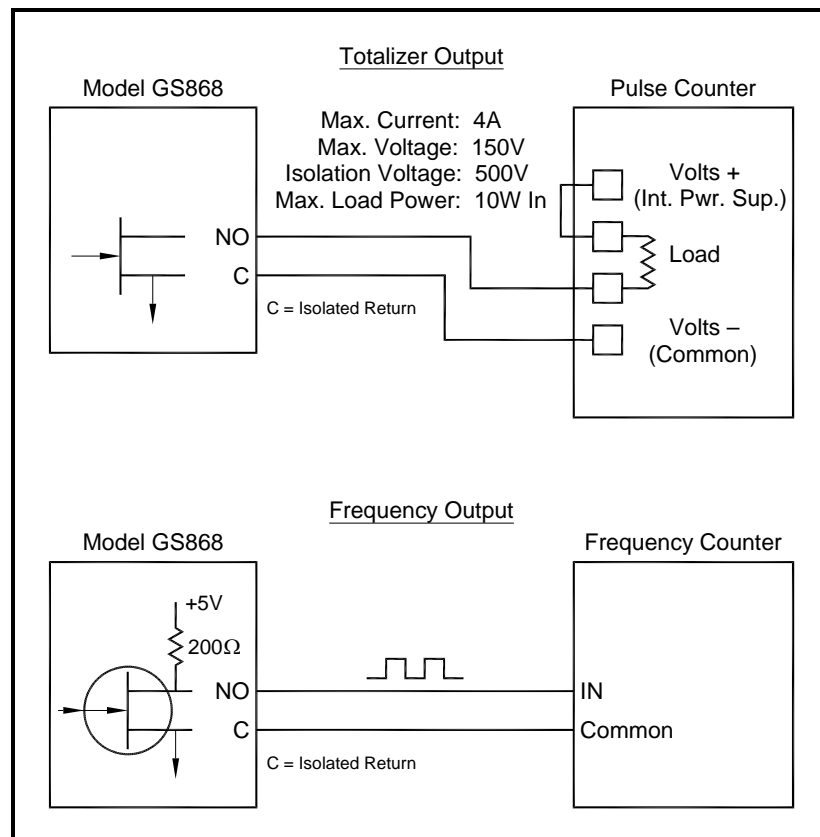 Totalizer Output
Model GS868
Pulse Counter
Max. Current: 4A
Max. Voltage: 150V
Isolation Voltage: 500V
Max. Load Power: 10W In
Volts +
(Int. Pwr. Sup.)
NO
Load
C
C = Isolated Return
Volts –
(Common)
Frequency Output
Model GS868
Frequency Counter
+5V
200Ω
NO
IN
C
Common
C = Isolated Return